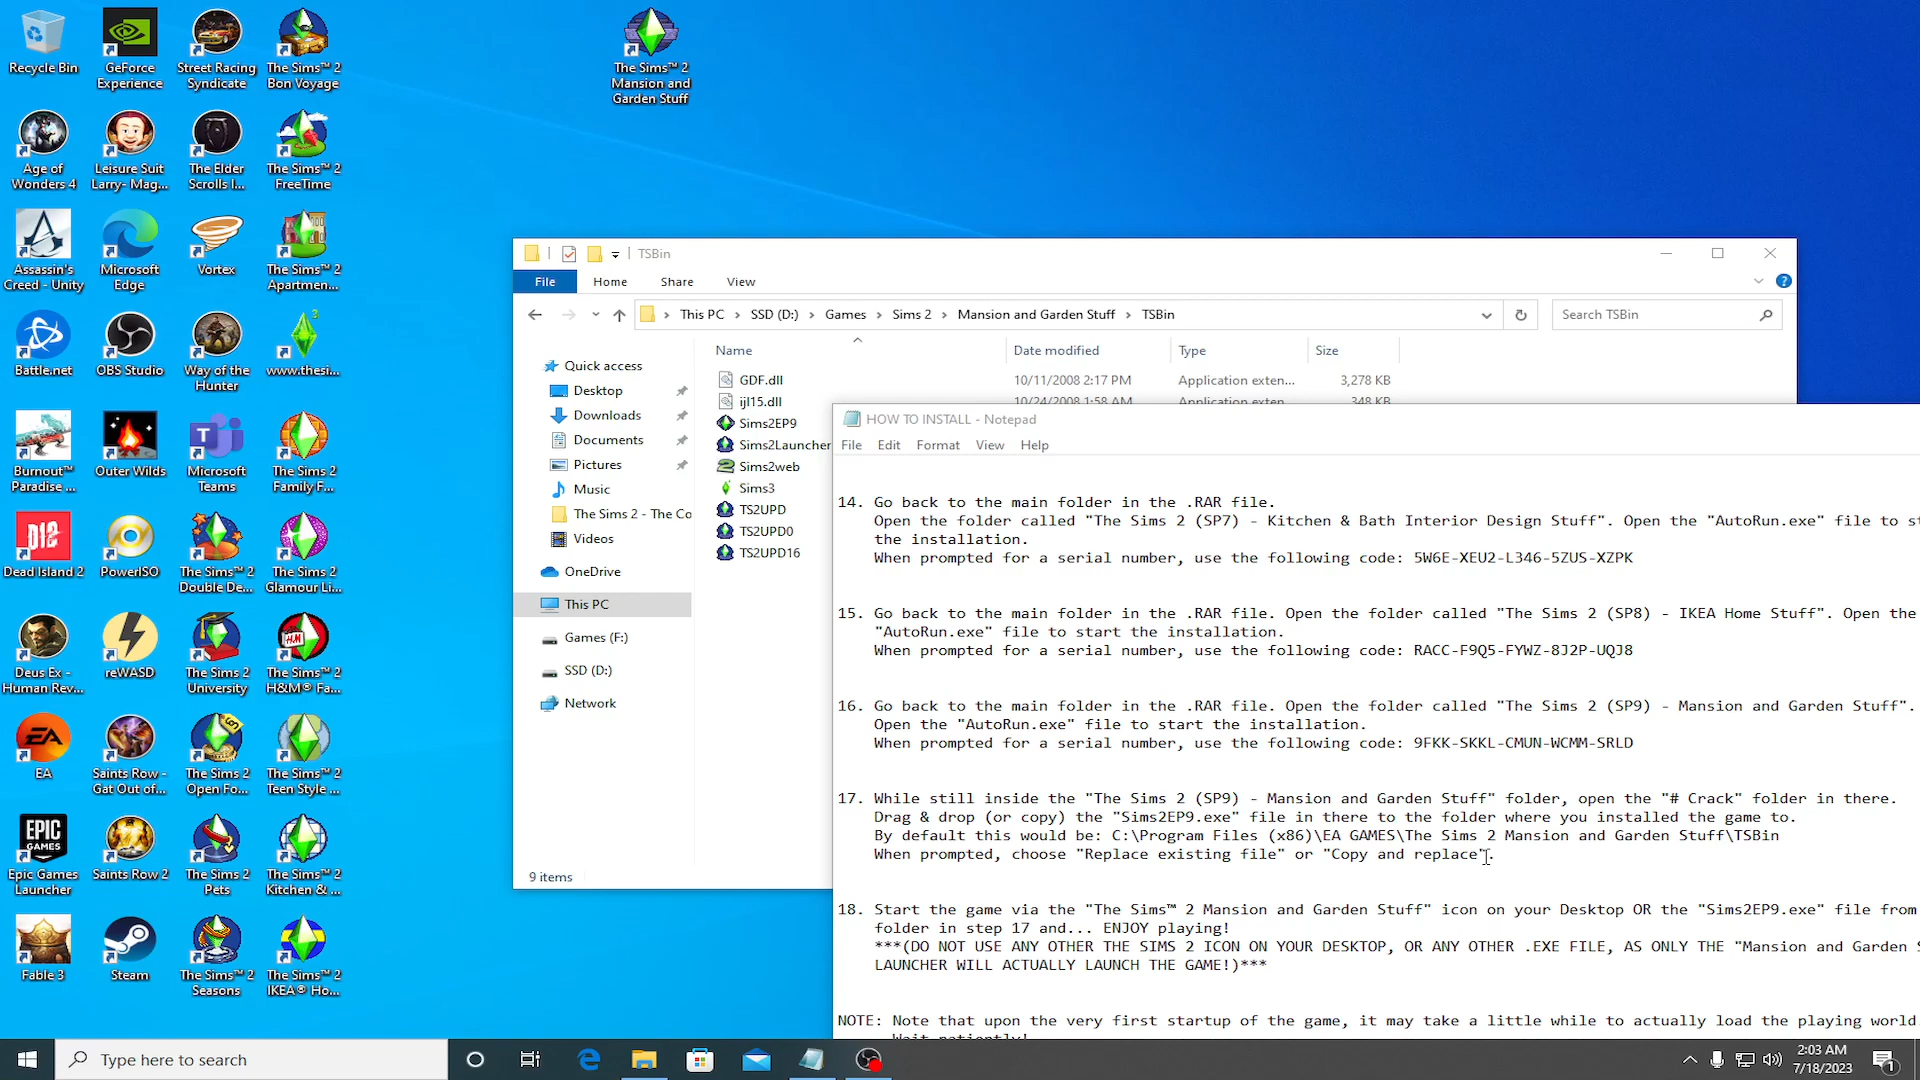 Recycle Bin
GeForce
Experience
Street Racing
Syndicate
The Sims™ 2
Bon Voyage
The Sims™ 2
Mansion and
Garden Stuff
Age of
Wonders 4
Leisure Suit
Larry- Mag...
The Elder
Scrolls I...
The Sims™ 2
FreeTime
Assassin's
Creed - Unity
Microsoft
Edge
Vortex
The Sims™ 2
Apartmen...
Battle.net
OBS Studio
Way of the
Hunter
www.thesi...
Burnout™
Paradise ...
Outer Wilds
Microsoft
Teams
The Sims 2
Family F...
Dead Island 2
PowerISO
The Sims™ 2
Double De...
The Sims 2
Glamour Li...
Deus Ex -
Human Rev...
reWASD
The Sims 2
University
The Sims™ 2
H&M® Fa...
EA
Saints Row -
Gat Out of...
The Sims 2
Open Fo...
The Sims™ 2
Teen Style ...
Epic Games
Launcher
Saints Row 2
The Sims 2
Pets
The Sims™ 2
Kitchen & ...
Fable 3
Steam
The Sims™ 2
Seasons
The Sims™ 2
IKEA® Ho...
TSBin
File Home Share View
This PC > SSD (D:) > Games > Sims 2 > Mansion and Garden Stuff > TSBin
Search TSBin
Quick access
Desktop
Downloads
Documents
Pictures
Music
The Sims 2 - The Co
Videos
OneDrive
This PC
Games (F:)
SSD (D:)
Network
Name Date modified Type Size
GDF.dll 10/11/2008 2:17 PM Application exten... 3,278 KB
ijl15.dll 10/24/2008 1:58 AM Application exten... 348 KB
Sims2EP9
Sims2Launcher
Sims2web
Sims3
TS2UPD
TS2UPD0
TS2UPD16
9 items
HOW TO INSTALL - Notepad
File Edit Format View Help
14. Go back to the main folder in the .RAR file.
Open the folder called "The Sims 2 (SP7) - Kitchen & Bath Interior Design Stuff". Open the "AutoRun.exe" file to st
the installation.
When prompted for a serial number, use the following code: 5W6E-XEU2-L346-5ZUS-XZPK
15. Go back to the main folder in the .RAR file. Open the folder called "The Sims 2 (SP8) - IKEA Home Stuff". Open the
"AutoRun.exe" file to start the installation.
When prompted for a serial number, use the following code: RACC-F9Q5-FYWZ-8J2P-UQJ8
16. Go back to the main folder in the .RAR file. Open the folder called "The Sims 2 (SP9) - Mansion and Garden Stuff".
Open the "AutoRun.exe" file to start the installation.
When prompted for a serial number, use the following code: 9FKK-SKKL-CMUN-WCMM-SRLD
17. While still inside the "The Sims 2 (SP9) - Mansion and Garden Stuff" folder, open the "# Crack" folder in there.
Drag & drop (or copy) the "Sims2EP9.exe" file in there to the folder where you installed the game to.
By default this would be: C:\Program Files (x86)\EA GAMES\The Sims 2 Mansion and Garden Stuff\TSBin
When prompted, choose "Replace existing file" or "Copy and replace".
18. Start the game via the "The Sims™ 2 Mansion and Garden Stuff" icon on your Desktop OR the "Sims2EP9.exe" file from
folder in step 17 and... ENJOY playing!
***(DO NOT USE ANY OTHER THE SIMS 2 ICON ON YOUR DESKTOP, OR ANY OTHER .EXE FILE, AS ONLY THE "Mansion and Garden S
LAUNCHER WILL ACTUALLY LAUNCH THE GAME!)***
NOTE: Note that upon the very first startup of the game, it may take a little while to actually load the playing world
Wait patiently!
Type here to search
2:03 AM
7/18/2023
1